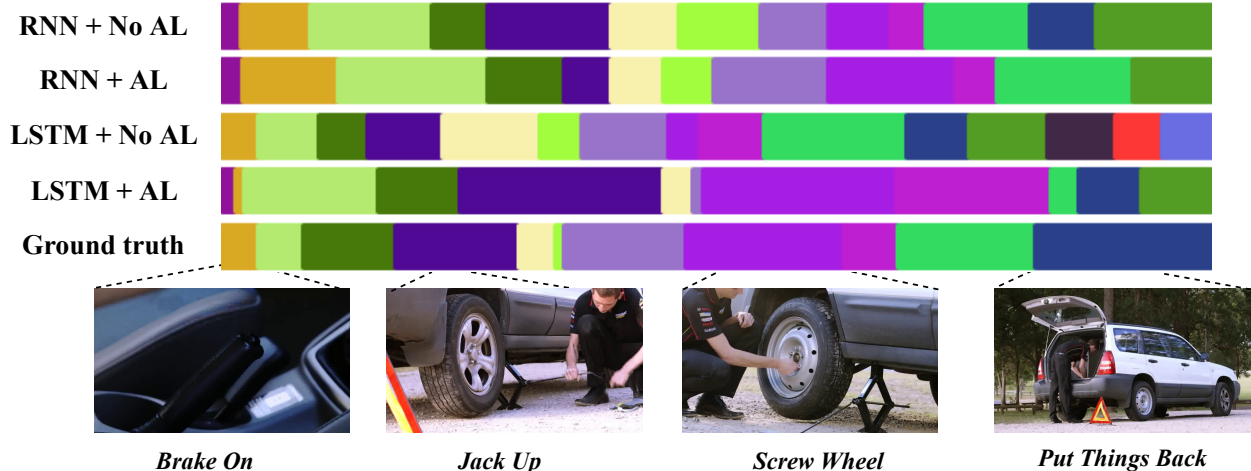 RNN + No AL
RNN + AL
LSTM + No AL
LSTM + AL
Ground truth
Brake On
Jack Up
Screw Wheel
Put Things Back